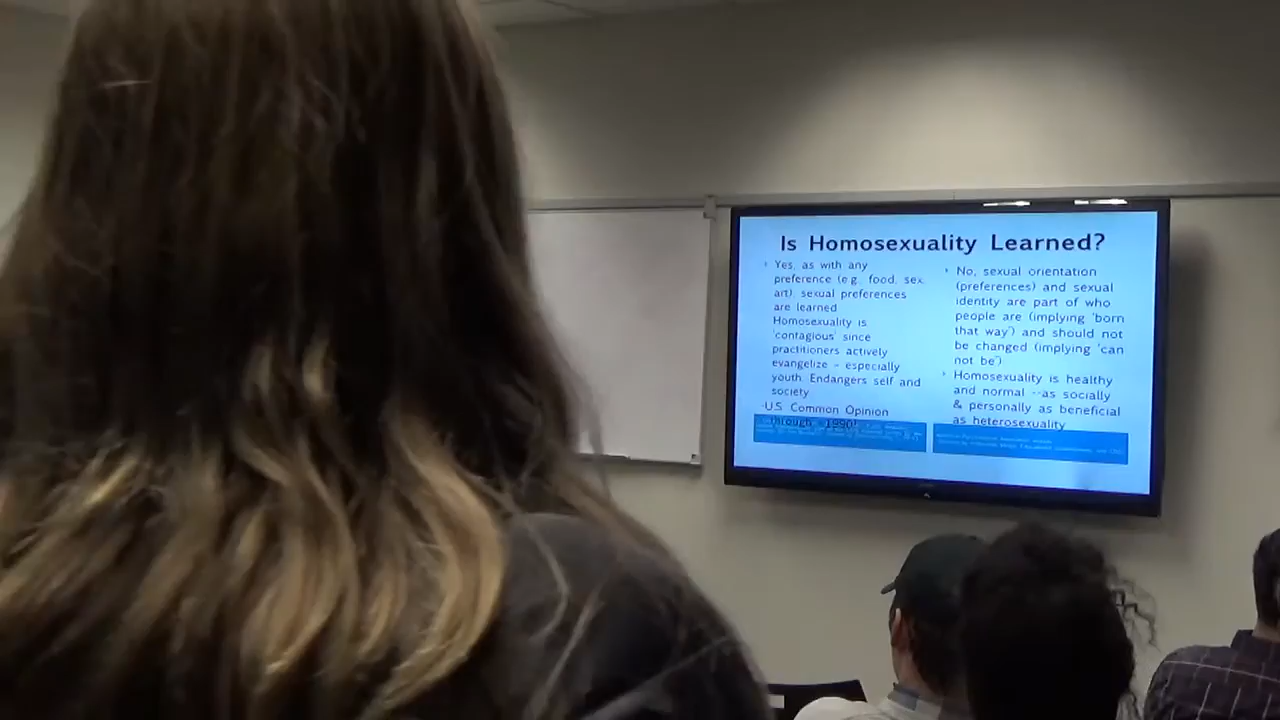 Is Homosexuality Learned?
Yes, as with any
preference (e.g. food, sex,
art), sexual preferences
are learned
Homosexuality is
'contagious' since
practitioners actively
evangelize - especially
youth. Endangers self and
society
-U.S. Common Opinion
through ~1990!
No, sexual orientation
(preferences) and sexual
identity are part of who
people are (implying 'born
that way') and should not
be changed (implying 'can
not be')
Homosexuality is healthy
and normal --as socially
& personally as beneficial
as heterosexuality